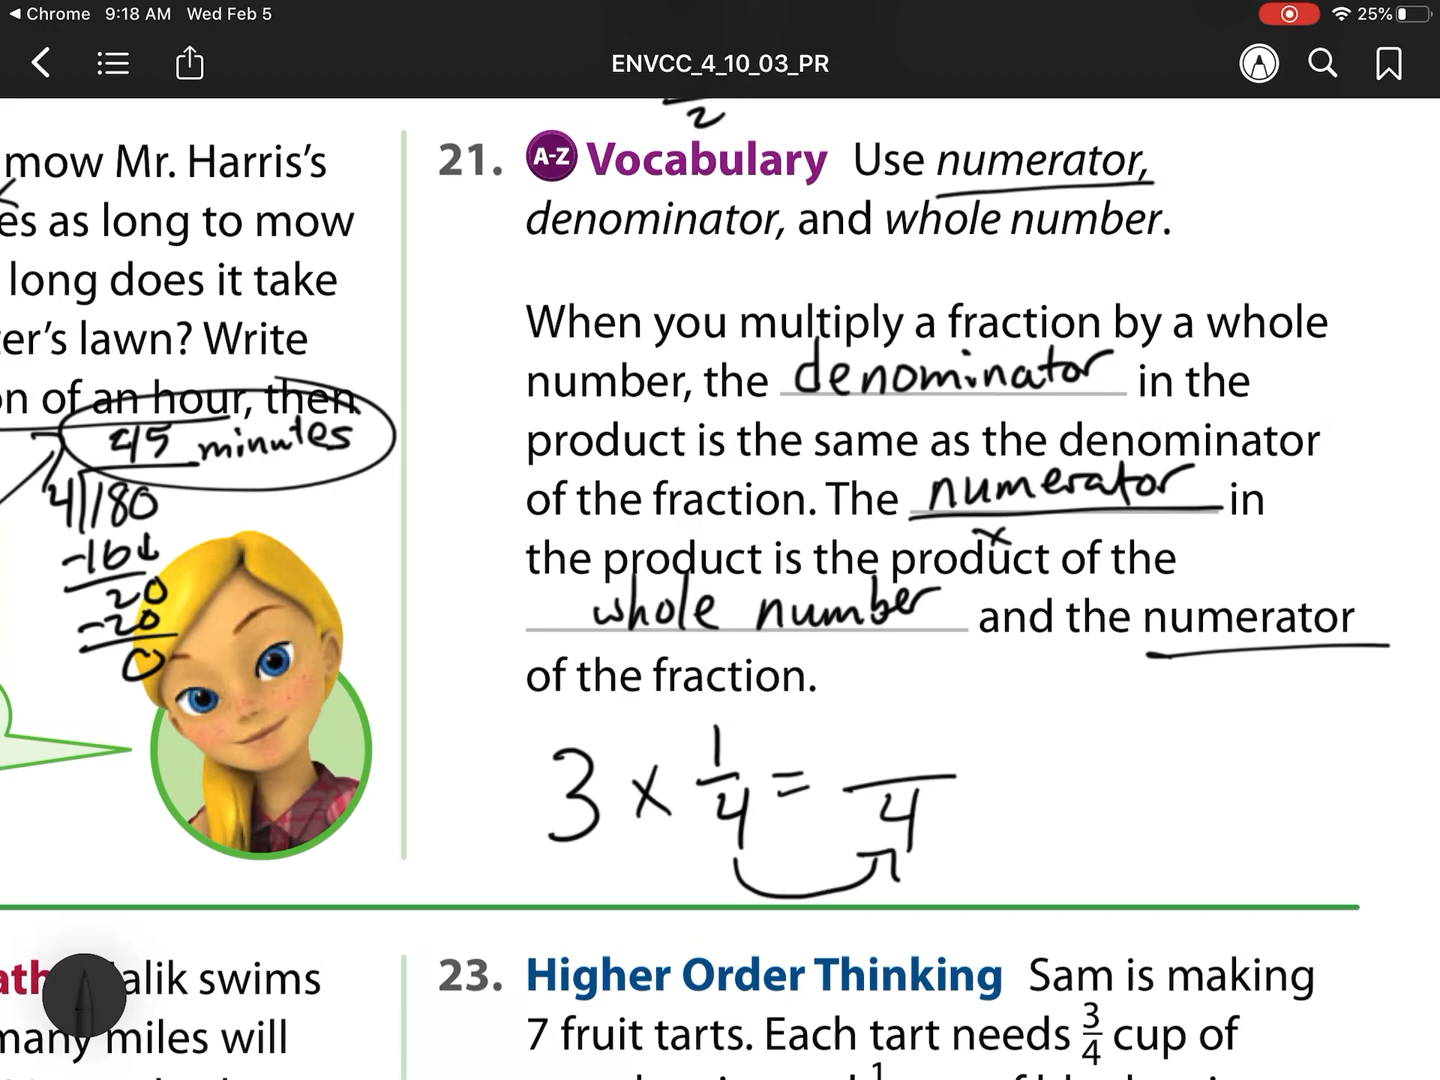 Chrome 9:18 AM Wed Feb 5 25%
ENVCC_4_10_03_PR
2
mow Mr. Harris's
es as long to mow
long does it take
er's lawn? Write
n of an hour, then
45 minutes
4)180
-16↓
20
-20
0
21. A-Z Vocabulary Use numerator,
denominator, and whole number.
When you multiply a fraction by a whole
number, the denominator in the
product is the same as the denominator
of the fraction. The numerator in
x
the product is the product of the
whole number and the numerator
of the fraction.
3 × 1/4 = /4
ath alik swims
many miles will
23. Higher Order Thinking Sam is making
7 fruit tarts. Each tart needs 3/4 cup of